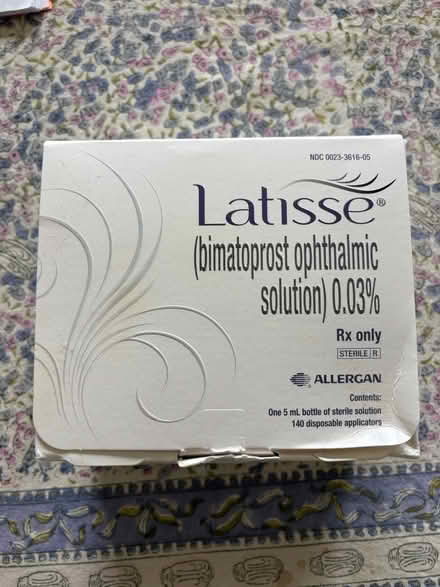 NDC 0023-3616-05
Latisse®
(bimatoprost ophthalmic
solution) 0.03%
Rx only
STERILE R
ALLERGAN
Contents:
One 5 mL bottle of sterile solution
140 disposable applicators